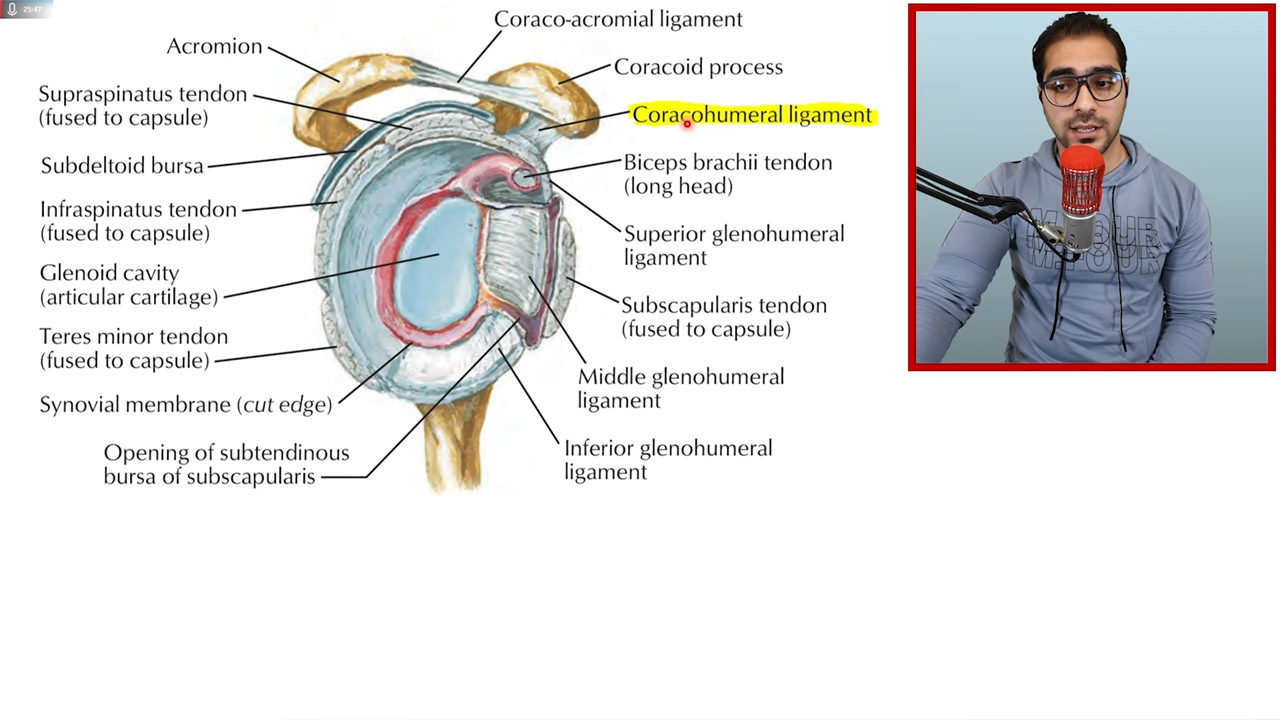 25:47
Coraco-acromial ligament
Acromion
Coracoid process
Supraspinatus tendon
(fused to capsule)
Coracohumeral ligament
Subdeltoid bursa
Biceps brachii tendon
(long head)
Infraspinatus tendon
(fused to capsule)
Superior glenohumeral
ligament
Glenoid cavity
(articular cartilage)
Subscapularis tendon
(fused to capsule)
Teres minor tendon
(fused to capsule)
Middle glenohumeral
ligament
Synovial membrane (cut edge)
Opening of subtendinous
bursa of subscapularis
Inferior glenohumeral
ligament